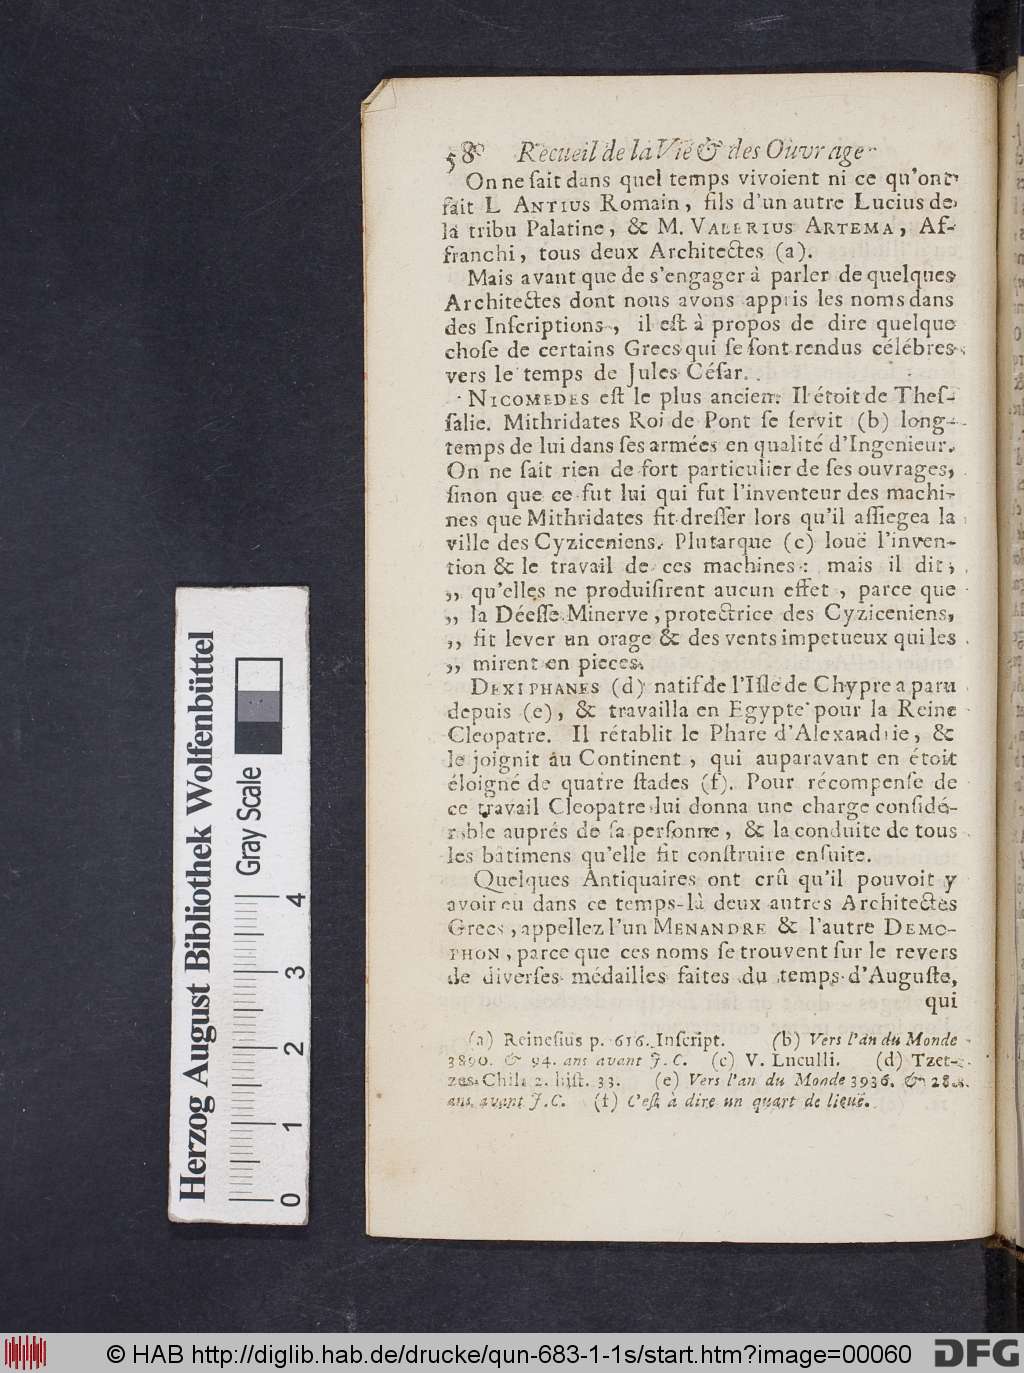 58 Recueil de la Vie & des Ouvrage
On ne ſait dans quel temps vivoient ni ce qu'ont
fait L ANTIUS Romain, fils d'un autre Lucius de
la tribu Palatine, & M. VALERIUS ARTEMA, Af-
franchi, tous deux Architectes (a).
Mais avant que de s'engager à parler de quelques
Architectes dont nous avons appris les noms dans
des Inſcriptions, il eſt à propos de dire quelque
choſe de certains Grecs qui ſe ſont rendus célébres
vers le temps de Jules Céſar.
NICOMEDES eſt le plus ancien. Il étoit de Theſ-
ſalie. Mithridates Roi de Pont ſe ſervit (b) long-
temps de lui dans ſes armées en qualité d'Ingenieur.
On ne ſait rien de fort particulier de ſes ouvrages,
ſinon que ce fut lui qui fut l'inventeur des machi-
nes que Mithridates fit dreſſer lors qu'il aſſiegea la
ville des Cyziceniens. Plutarque (c) louë l'inven-
tion & le travail de ces machines: mais il dit,
„ qu'elles ne produiſirent aucun effet, parce que
„ la Déeſſe Minerve, protectrice des Cyziceniens,
„ fit lever un orage & des vents impetueux qui les
„ mirent en pieces.
DEXIPHANES (d) natif de l'Iſle de Chypre a paru
depuis (e), & travailla en Egypte pour la Reine
Cleopatre. Il rétablit le Phare d'Alexandrie, &
le joignit au Continent, qui auparavant en étoit
éloigné de quatre ſtades (f). Pour récompenſe de
ce travail Cleopatre lui donna une charge conſidé-
rable auprés de ſa perſonne, & la conduite de tous
les bâtimens qu'elle fit conſtruire enſuite.
Quelques Antiquaires ont crû qu'il pouvoit y
avoir eu dans ce temps-là deux autres Architectes
Grecs, appellez l'un MENANDRE & l'autre DEMO-
PHON, parce que ces noms ſe trouvent ſur le revers
de diverſes médailles faites du temps d'Auguſte,
qui
(a) Reineſius p. 616. Inſcript. (b) Vers l'an du Monde
3890. & 94. ans avant J. C. (c) V. Luculli. (d) Tzet-
zes Chil. 2. hiſt. 33. (e) Vers l'an du Monde 3936. & 28.
ans avant J. C. (f) C'eſt à dire un quart de lieuë.
Herzog August Bibliothek Wolfenbüttel
Gray Scale
0 1 2 3 4
© HAB http://diglib.hab.de/drucke/qun-683-1-1s/start.htm?image=00060
DFG